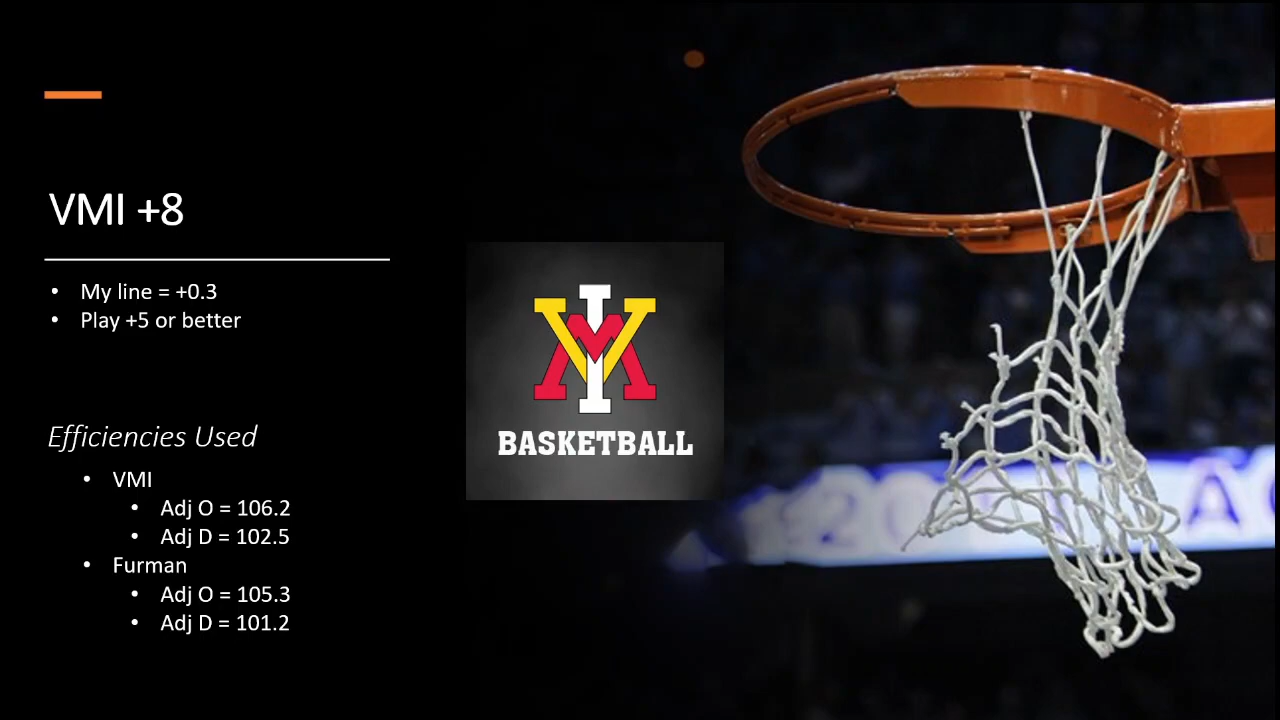 VMI +8
• My line = +0.3
• Play +5 or better
VMI
BASKETBALL
Efficiencies Used
• VMI
• Adj O = 106.2
• Adj D = 102.5
• Furman
• Adj O = 105.3
• Adj D = 101.2